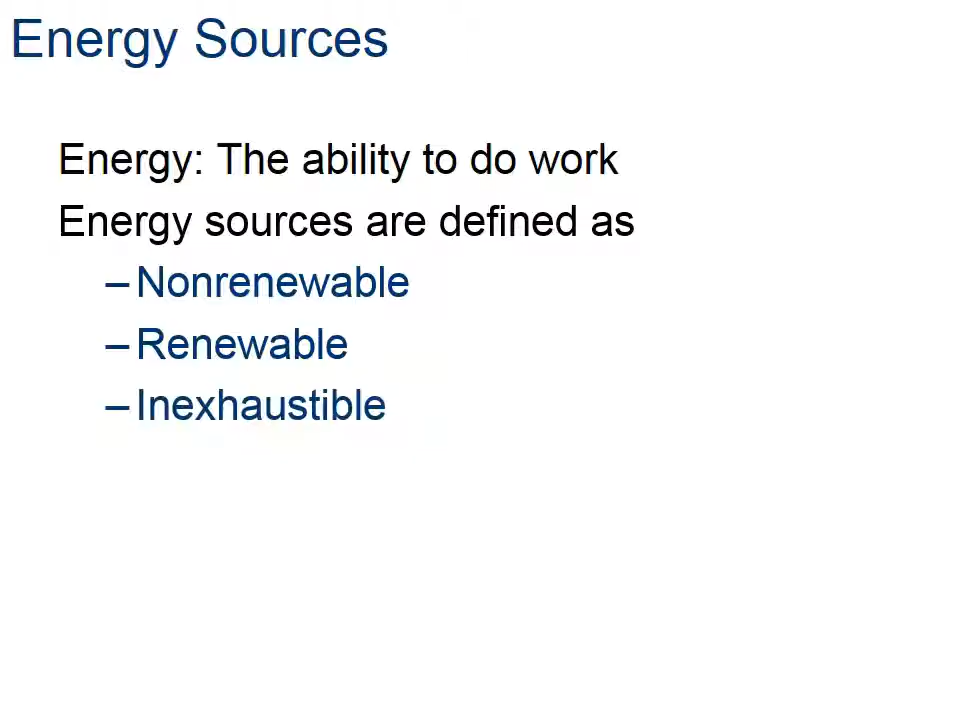 Energy Sources
Energy: The ability to do work
Energy sources are defined as
–Nonrenewable
–Renewable
–Inexhaustible